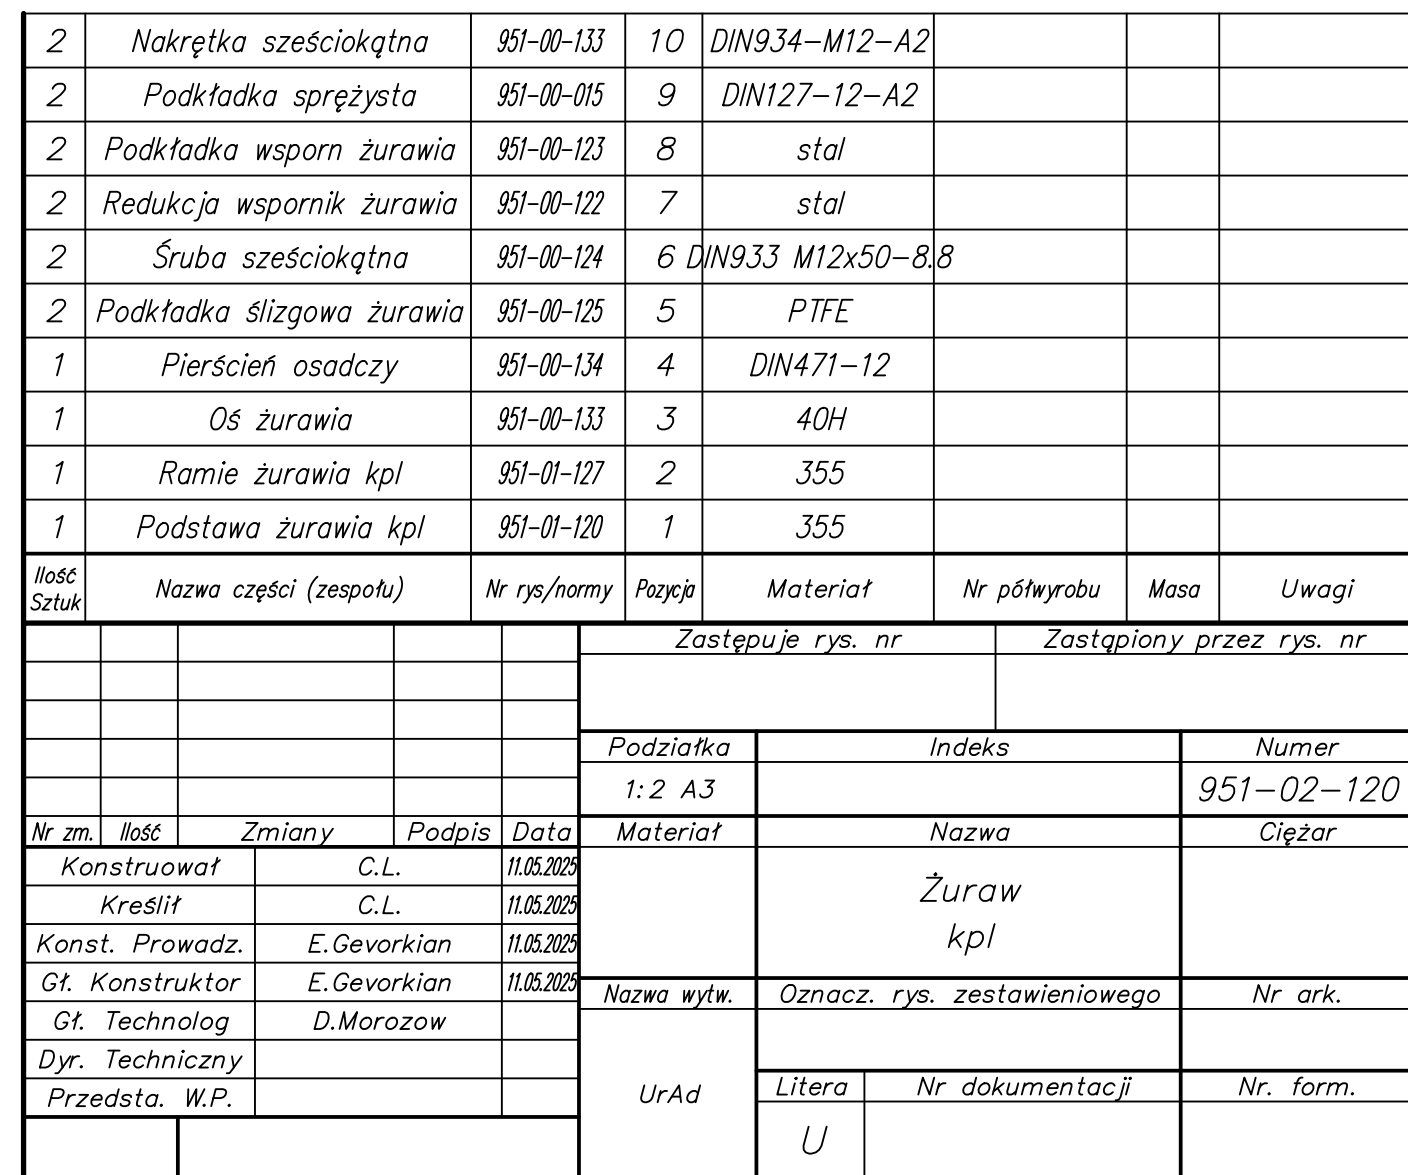 2 Nakrętka sześciokątna 951-00-133 10 DIN934-M12-A2
2 Podkładka sprężysta 951-00-015 9 DIN127-12-A2
2 Podkładka wsporn żurawia 951-00-123 8 stal
2 Redukcja wspornik żurawia 951-00-122 7 stal
2 Śruba sześciokątna 951-00-124 6 DIN933 M12x50-8.8
2 Podkładka ślizgowa żurawia 951-00-125 5 PTFE
1 Pierścień osadczy 951-00-134 4 DIN471-12
1 Oś żurawia 951-00-133 3 40H
1 Ramie żurawia kpl 951-01-127 2 355
1 Podstawa żurawia kpl 951-01-120 1 355
Ilość Sztuk Nazwa części (zespołu) Nr rys/normy Pozycja Materiał Nr półwyrobu Masa Uwagi
Zastępuje rys. nr Zastąpiony przez rys. nr
Podziałka Indeks Numer
1:2 A3 951-02-120
Nr zm. Ilość Zmiany Podpis Data Materiał Nazwa Ciężar
Konstruował C.L. 11.05.2025
Żuraw
Kreślił C.L. 11.05.2025
kpl
Konst. Prowadz. E.Gevorkian 11.05.2025
Gł. Konstruktor E.Gevorkian 11.05.2025
Nazwa wytw. Oznacz. rys. zestawieniowego Nr ark.
Gł. Technolog D.Morozow
Dyr. Techniczny
UrAd Litera Nr dokumentacji Nr. form.
Przedsta. W.P.
U